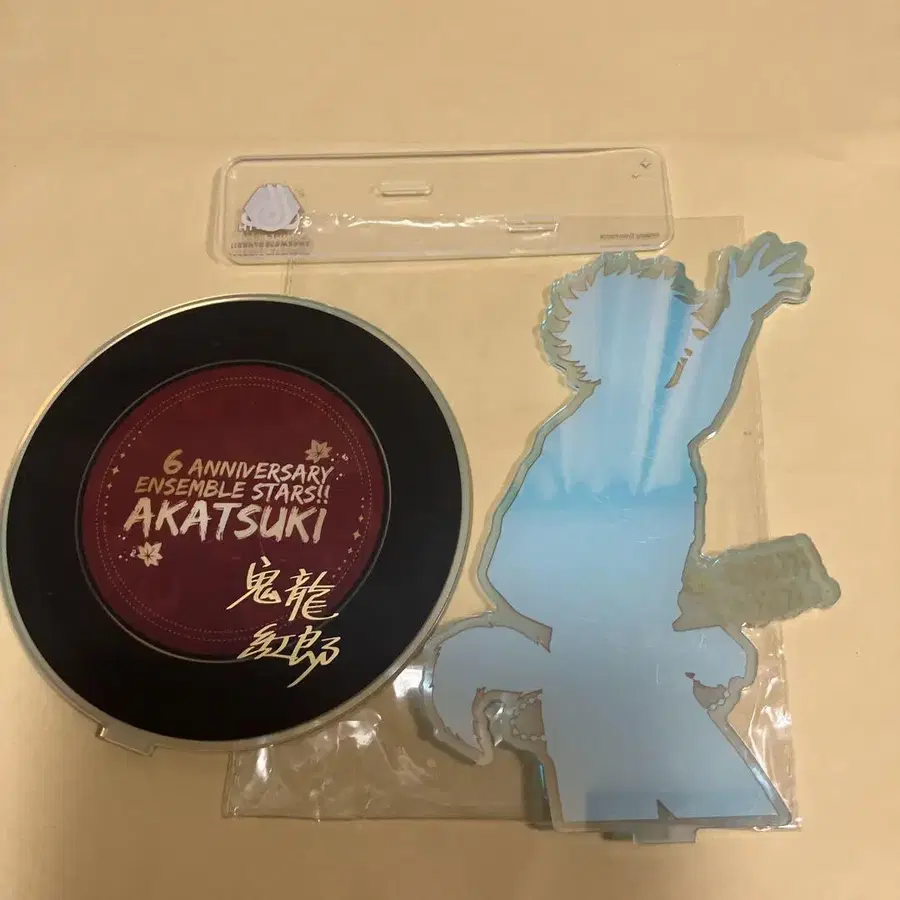 6 ANNIVERSARY
ENSEMBLE STARS!!
AKATSUKI
鬼龍
紅郎